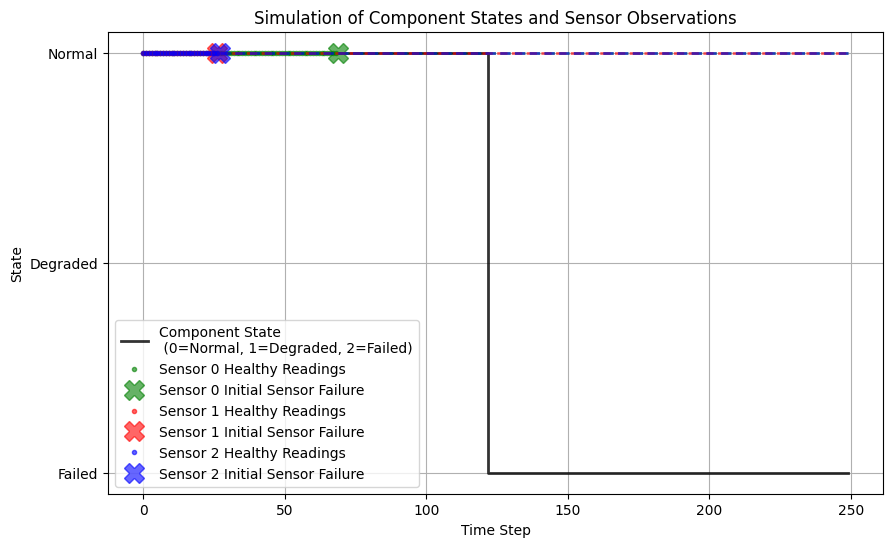 Simulation of Component States and Sensor Observations
Normal
Degraded
Failed
State
Component State
(0=Normal, 1=Degraded, 2=Failed)
Sensor 0 Healthy Readings
Sensor 0 Initial Sensor Failure
Sensor 1 Healthy Readings
Sensor 1 Initial Sensor Failure
Sensor 2 Healthy Readings
Sensor 2 Initial Sensor Failure
0 50 100 150 200 250
Time Step